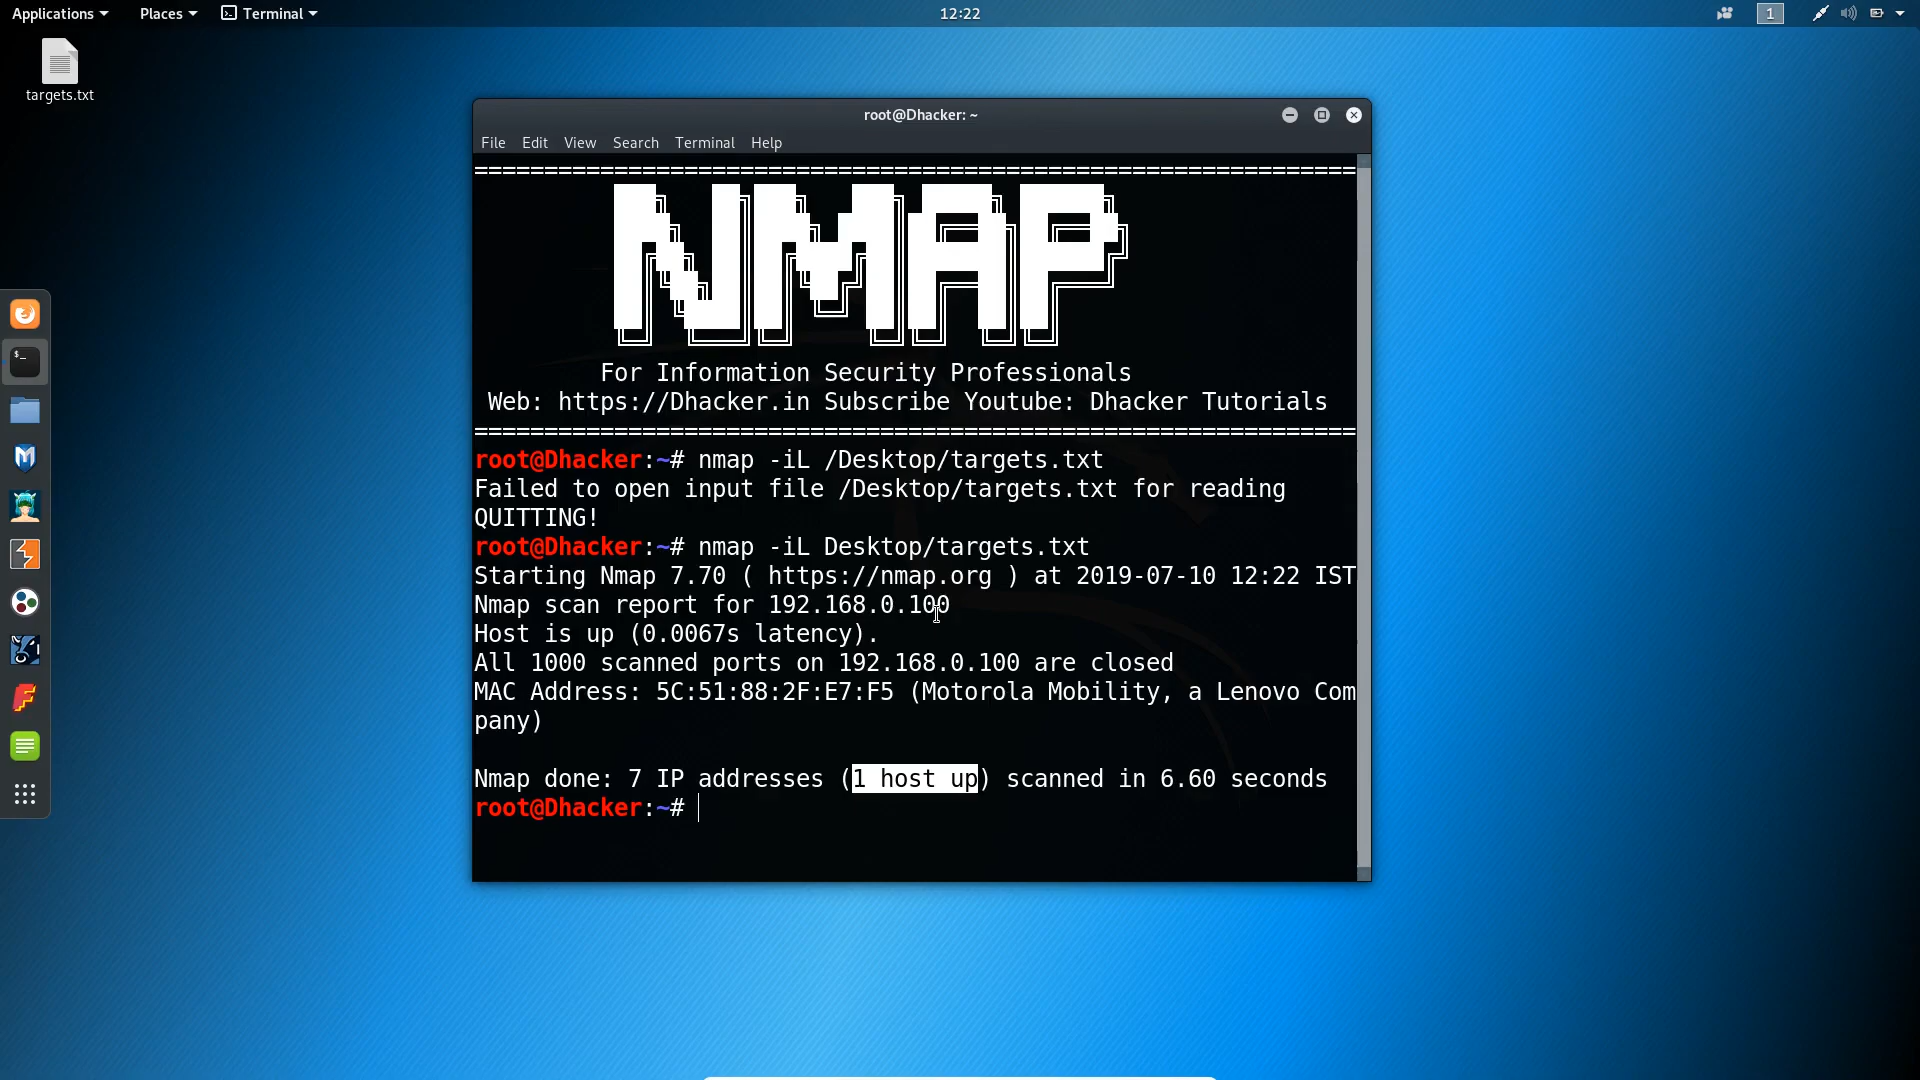 Applications Places Terminal 12:22 1
targets.txt
root@Dhacker: ~
File Edit View Search Terminal Help
===============================================================
NMAP
For Information Security Professionals
Web: https://Dhacker.in Subscribe Youtube: Dhacker Tutorials
===============================================================
root@Dhacker:~# nmap -iL /Desktop/targets.txt
Failed to open input file /Desktop/targets.txt for reading
QUITTING!
root@Dhacker:~# nmap -iL Desktop/targets.txt
Starting Nmap 7.70 ( https://nmap.org ) at 2019-07-10 12:22 IST
Nmap scan report for 192.168.0.100
Host is up (0.0067s latency).
All 1000 scanned ports on 192.168.0.100 are closed
MAC Address: 5C:51:88:2F:E7:F5 (Motorola Mobility, a Lenovo Com
pany)
Nmap done: 7 IP addresses (1 host up) scanned in 6.60 seconds
root@Dhacker:~#